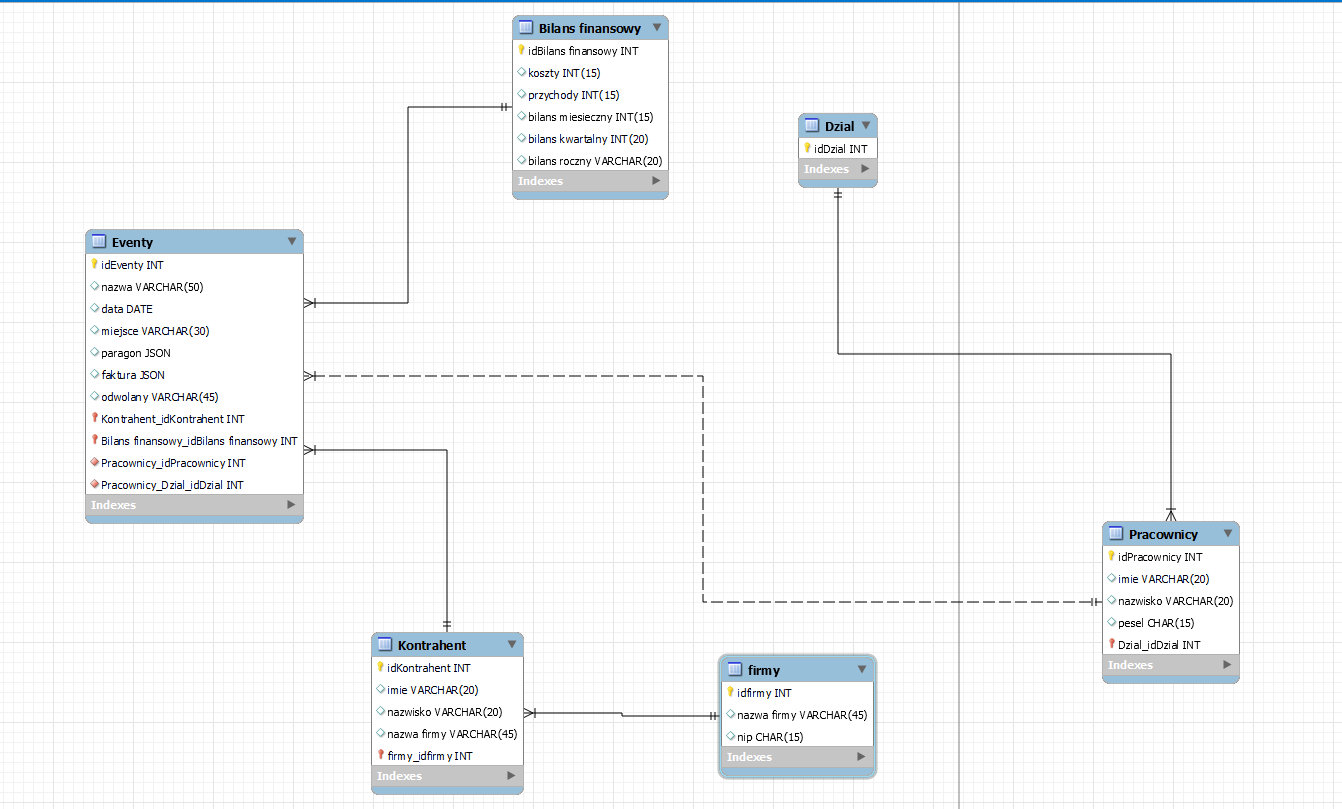 Bilans finansowy
idBilans finansowy INT
koszty INT(15)
przychody INT(15)
bilans miesieczny INT(15)
bilans kwartalny INT(20)
bilans roczny VARCHAR(20)
Indexes
Dzial
idDzial INT
Indexes
Eventy
idEventy INT
nazwa VARCHAR(50)
data DATE
miejsce VARCHAR(30)
paragon JSON
faktura JSON
odwolany VARCHAR(45)
Kontrahent_idKontrahent INT
Bilans finansowy_idBilans finansowy INT
Pracownicy_idPracownicy INT
Pracownicy_Dzial_idDzial INT
Indexes
Pracownicy
idPracownicy INT
imie VARCHAR(20)
nazwisko VARCHAR(20)
pesel CHAR(15)
Dzial_idDzial INT
Indexes
Kontrahent
idKontrahent INT
imie VARCHAR(20)
nazwisko VARCHAR(20)
nazwa firmy VARCHAR(45)
firmy_idfirmy INT
Indexes
firmy
idfirmy INT
nazwa firmy VARCHAR(45)
nip CHAR(15)
Indexes